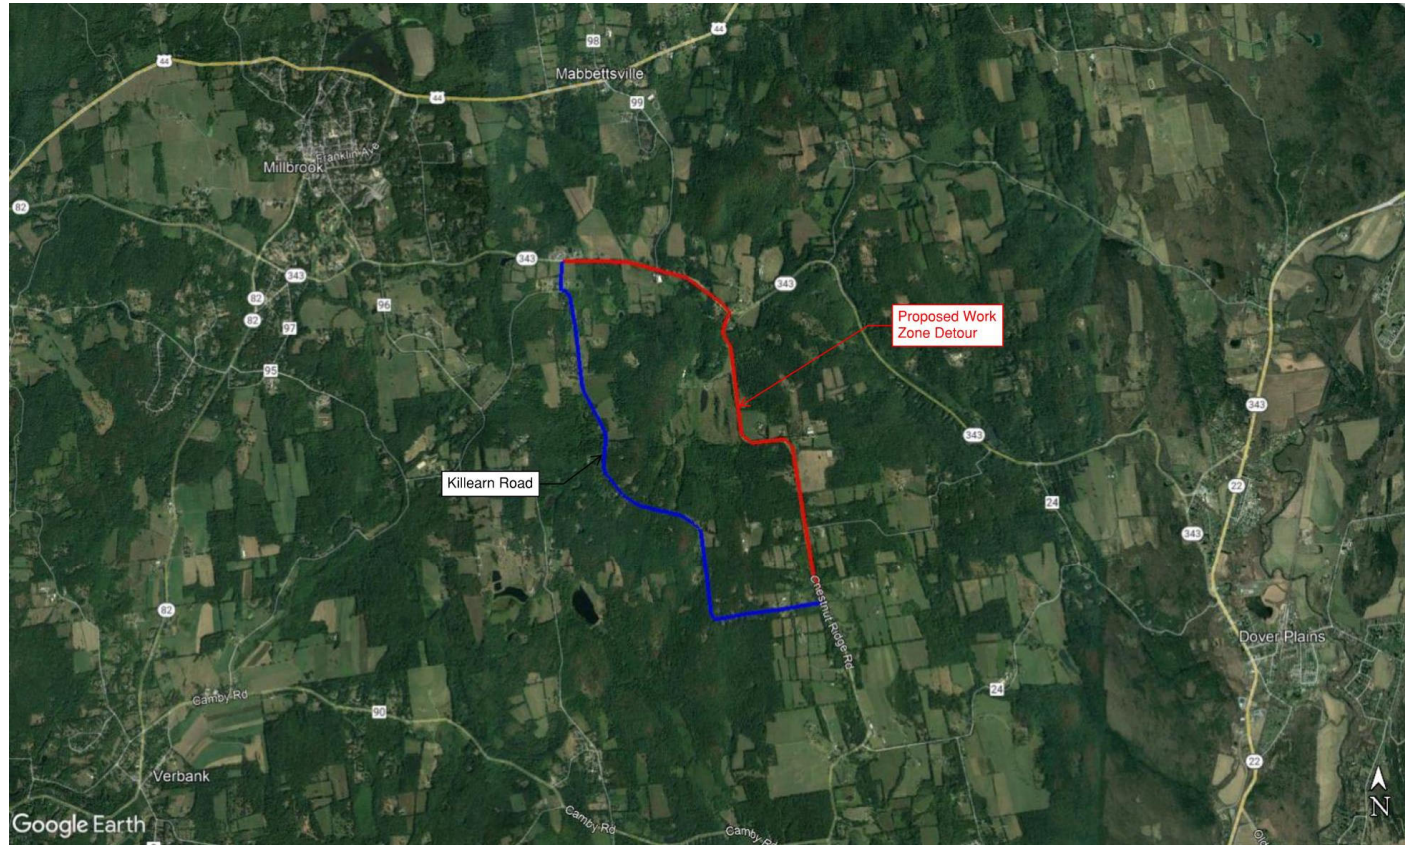 44
98
44
Mabbettsville
44
99
Franklin Ave
Millbrook
82
343
343
343
82
96
82
97
Proposed Work
Zone Detour
95
343
343
Killearn Road
22
24
343
82
Chestnut Ridge Rd
Dover Plains
24
Camby Rd
90
22
Verbank
N
Google Earth
Camby Rd
Camby Rd